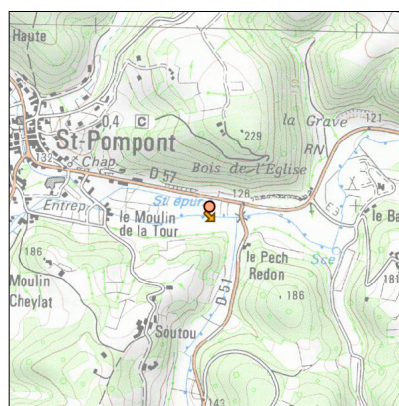 Haute
0,4
C
la Grave
121
St-Pompont
229
RN
132
Chap.
Bois de l'Eglise
D 57
128
Entrep.
St. épur.
le Moulin
de la Tour
E3
le Ba
186
le Pech
Redon
Sce
Moulin
Cheylat
D 51
186
181
Soutou
143